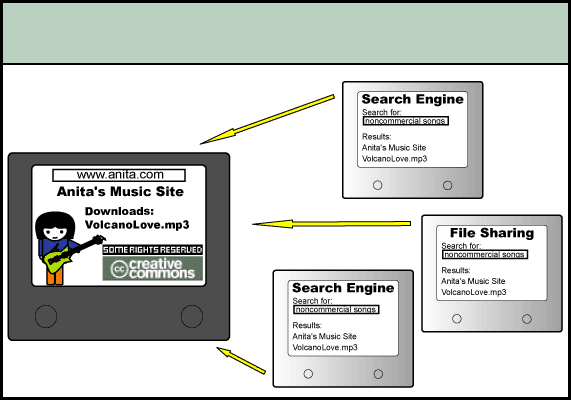 www.anita.com
Anita's Music Site
Downloads:
VolcanoLove.mp3
SOME RIGHTS RESERVED
cc creative
commons
Search Engine
Search for:
noncommercial songs
Results:
Anita's Music Site
VolcanoLove.mp3
File Sharing
Search for:
noncommercial songs
Results:
Anita's Music Site
VolcanoLove.mp3
Search Engine
Search for:
noncommercial songs
Results:
Anita's Music Site
VolcanoLove.mp3